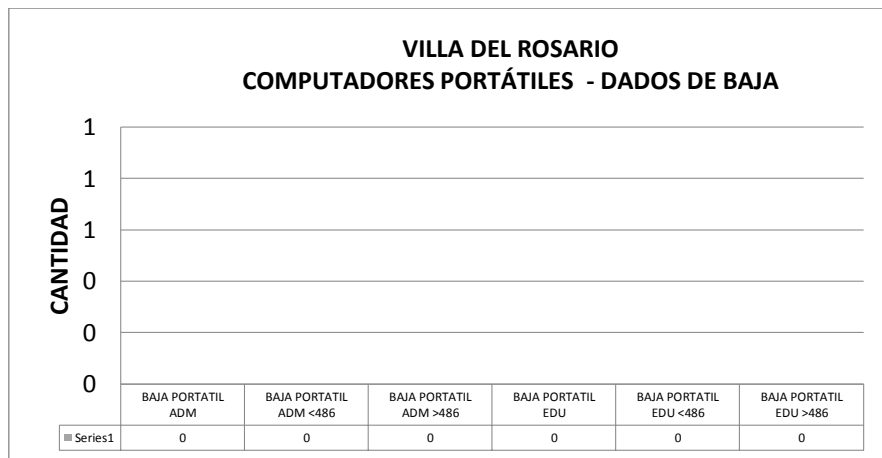 VILLA DEL ROSARIO
COMPUTADORES PORTÁTILES - DADOS DE BAJA
CANTIDAD
1
1
1
0
0
0
BAJA PORTATIL ADM
BAJA PORTATIL ADM <486
BAJA PORTATIL ADM >486
BAJA PORTATIL EDU
BAJA PORTATIL EDU <486
BAJA PORTATIL EDU >486
Series1 0 0 0 0 0 0